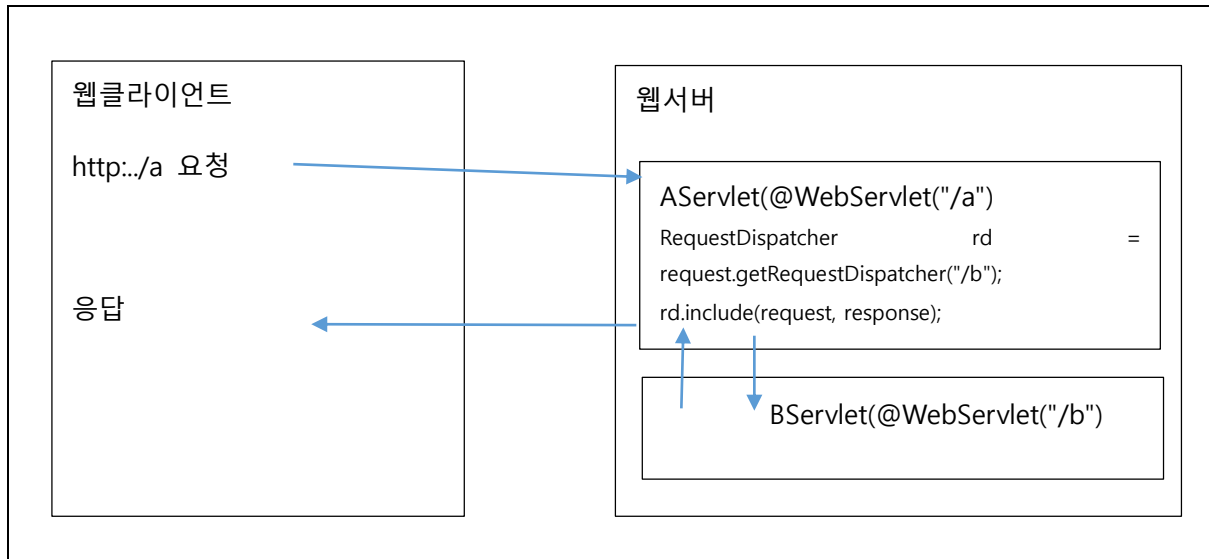 웹클라이언트
http:../a 요청
응답
웹서버
AServlet(@WebServlet("/a")
RequestDispatcher rd =
request.getRequestDispatcher("/b");
rd.include(request, response);
BServlet(@WebServlet("/b")